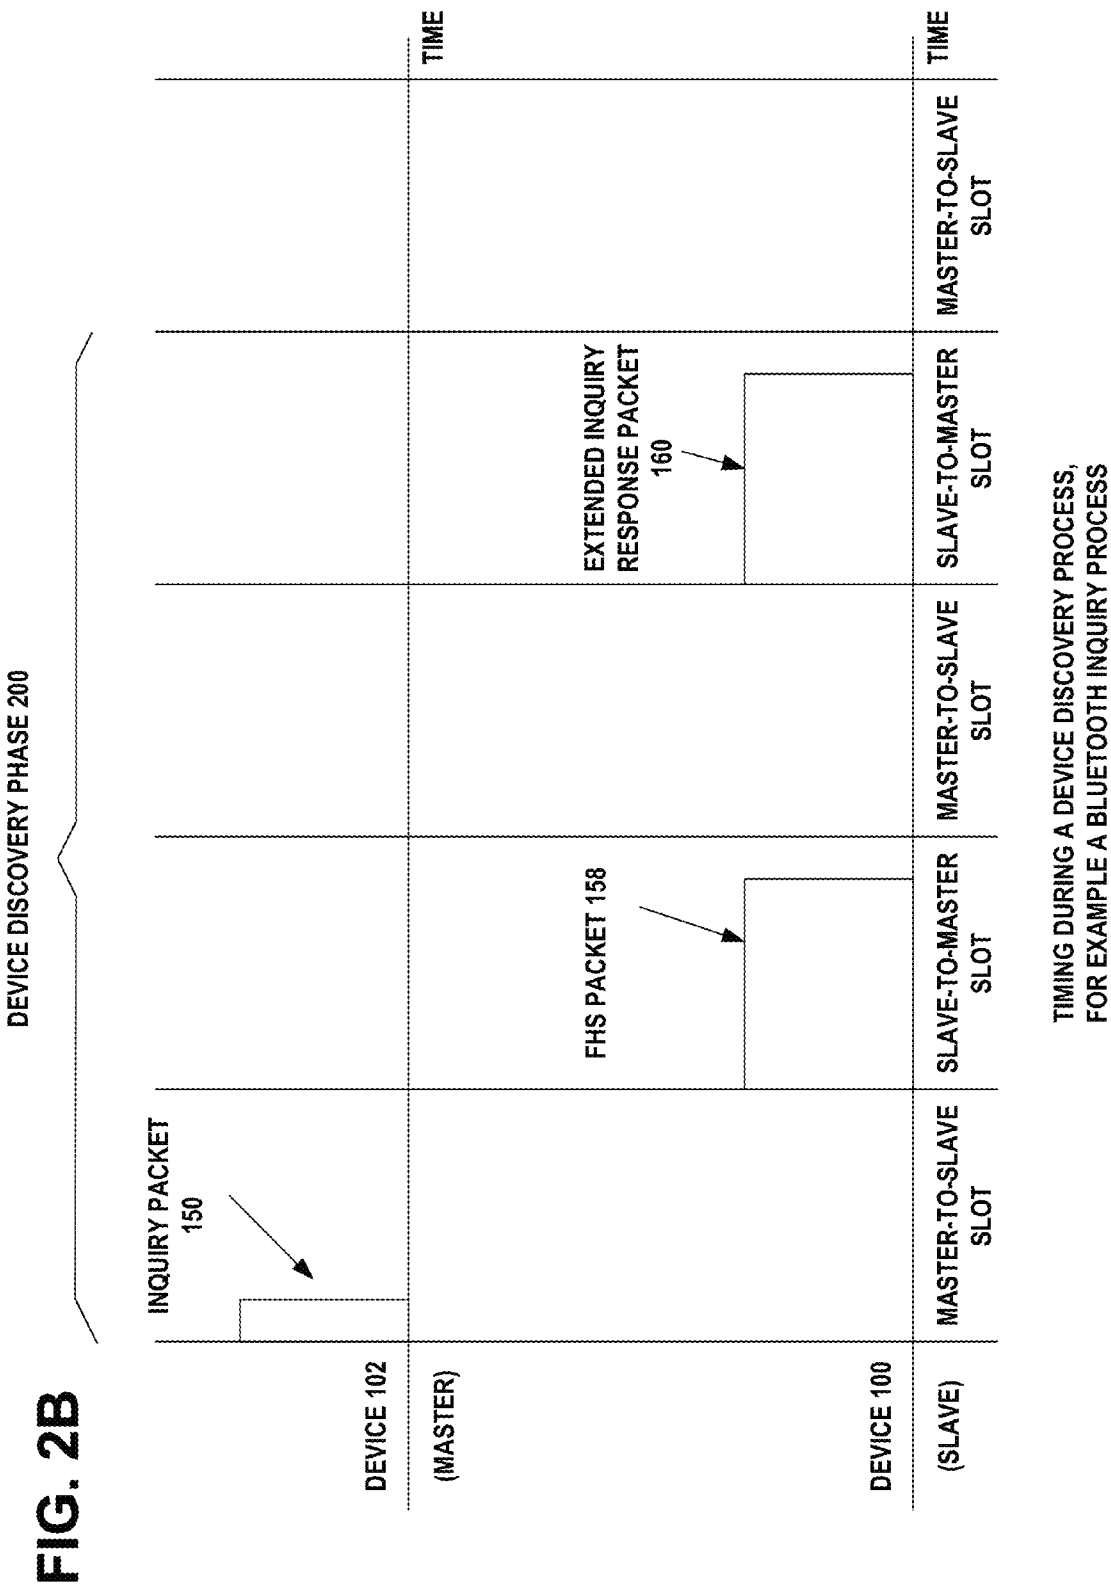 FIG. 2B
DEVICE DISCOVERY PHASE 200
INQUIRY PACKET
150
DEVICE 102
(MASTER)
TIME
FHS PACKET 158
EXTENDED INQUIRY
RESPONSE PACKET
160
DEVICE 100
(SLAVE)
TIME
MASTER-TO-SLAVE
SLOT
SLAVE-TO-MASTER
SLOT
MASTER-TO-SLAVE
SLOT
SLAVE-TO-MASTER
SLOT
MASTER-TO-SLAVE
SLOT
TIMING DURING A DEVICE DISCOVERY PROCESS,
FOR EXAMPLE A BLUETOOTH INQUIRY PROCESS